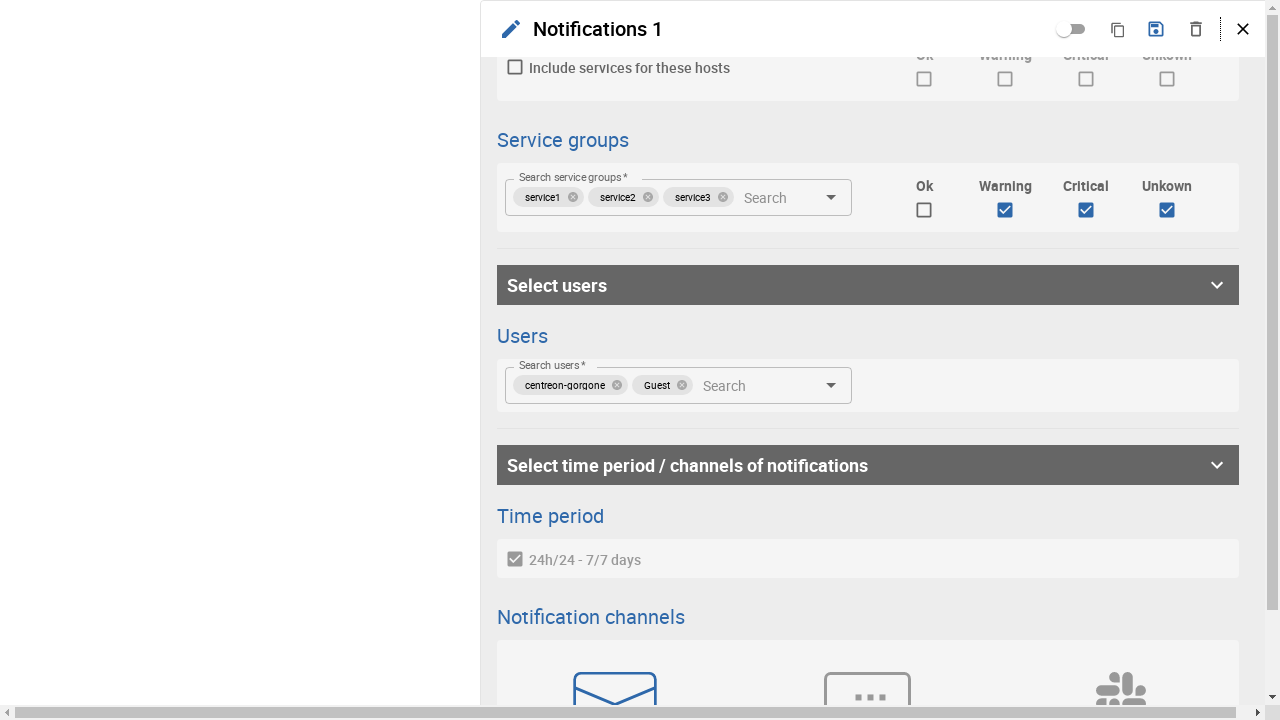 Notifications 1
Include services for these hosts
Ok Warning Critical Unkown
Service groups
Search service groups *
service1 service2 service3 Search
Ok Warning Critical Unkown
Select users
Users
Search users *
centreon-gorgone Guest Search
Select time period / channels of notifications
Time period
24h/24 - 7/7 days
Notification channels